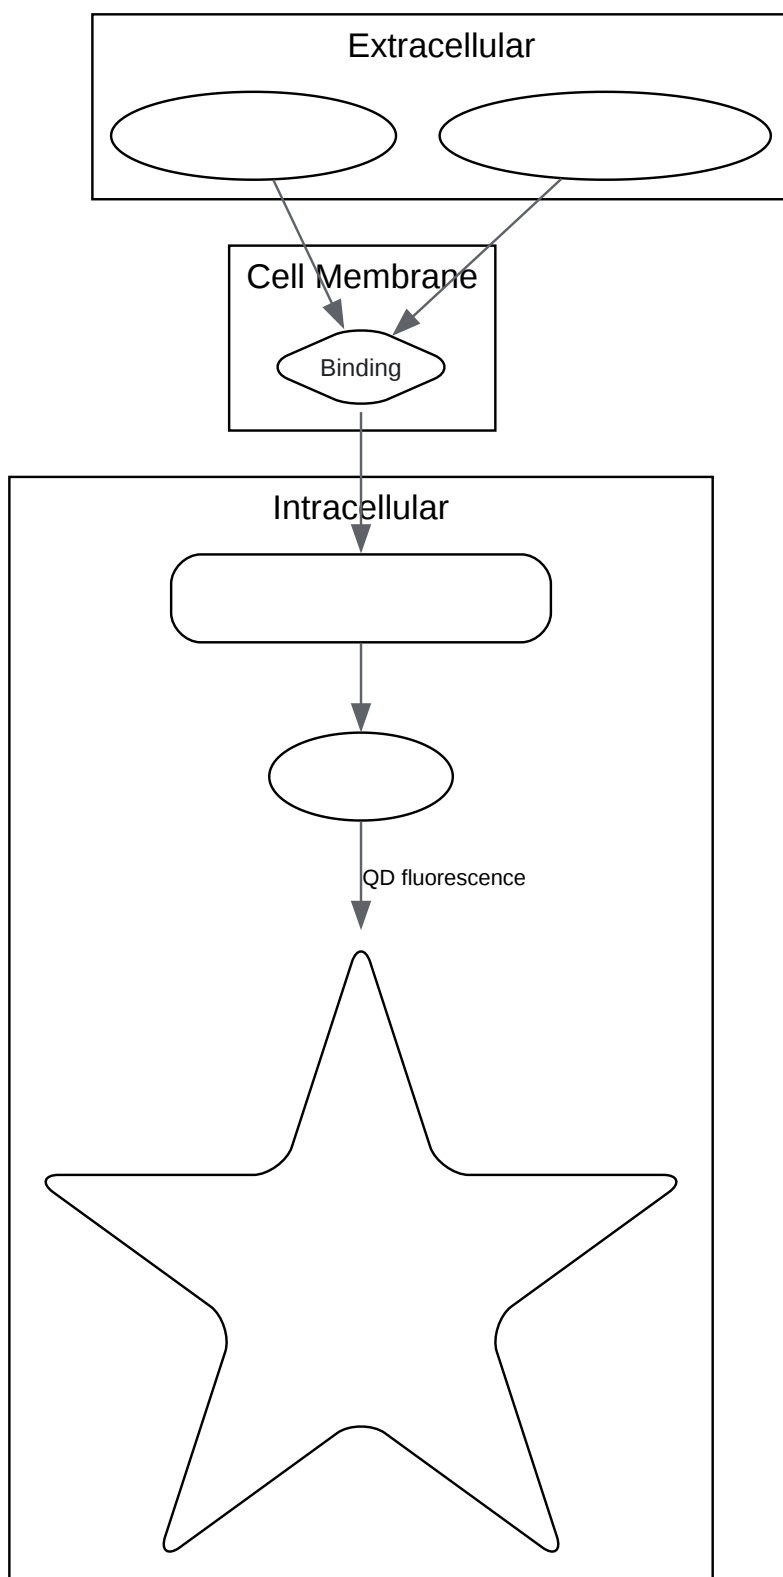 Extracellular
Cell Membrane
Binding
Intracellular
QD fluorescence